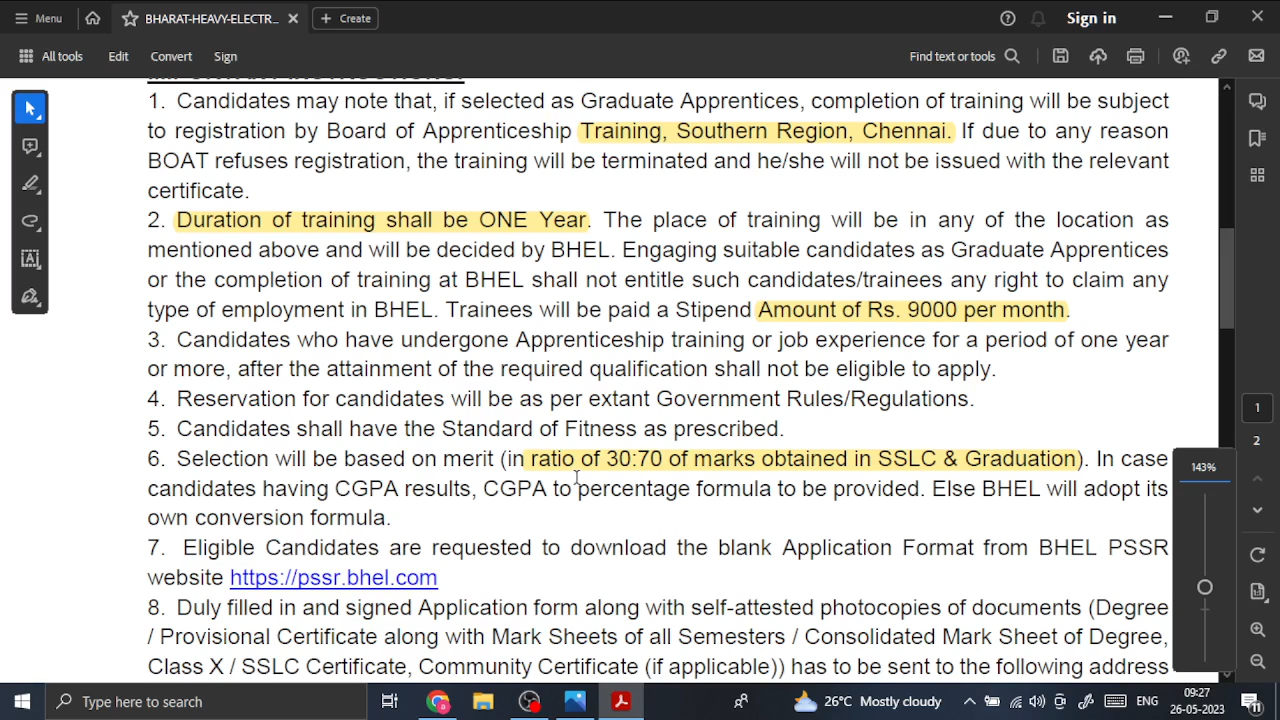 Menu
BHARAT-HEAVY-ELECTR...
Create
Sign in
All tools Edit Convert Sign
Find text or tools
1. Candidates may note that, if selected as Graduate Apprentices, completion of training will be subject
to registration by Board of Apprenticeship Training, Southern Region, Chennai. If due to any reason
BOAT refuses registration, the training will be terminated and he/she will not be issued with the relevant
certificate.
2. Duration of training shall be ONE Year. The place of training will be in any of the location as
mentioned above and will be decided by BHEL. Engaging suitable candidates as Graduate Apprentices
or the completion of training at BHEL shall not entitle such candidates/trainees any right to claim any
type of employment in BHEL. Trainees will be paid a Stipend Amount of Rs. 9000 per month.
3. Candidates who have undergone Apprenticeship training or job experience for a period of one year
or more, after the attainment of the required qualification shall not be eligible to apply.
4. Reservation for candidates will be as per extant Government Rules/Regulations.
5. Candidates shall have the Standard of Fitness as prescribed.
6. Selection will be based on merit (in ratio of 30:70 of marks obtained in SSLC & Graduation). In case
candidates having CGPA results, CGPA to percentage formula to be provided. Else BHEL will adopt its
own conversion formula.
7. Eligible Candidates are requested to download the blank Application Format from BHEL PSSR
website https://pssr.bhel.com
8. Duly filled in and signed Application form along with self-attested photocopies of documents (Degree
/ Provisional Certificate along with Mark Sheets of all Semesters / Consolidated Mark Sheet of Degree,
Class X / SSLC Certificate, Community Certificate (if applicable)) has to be sent to the following address
1
2
143%
Type here to search
26°C Mostly cloudy
ENG
09:27
26-05-2023
11